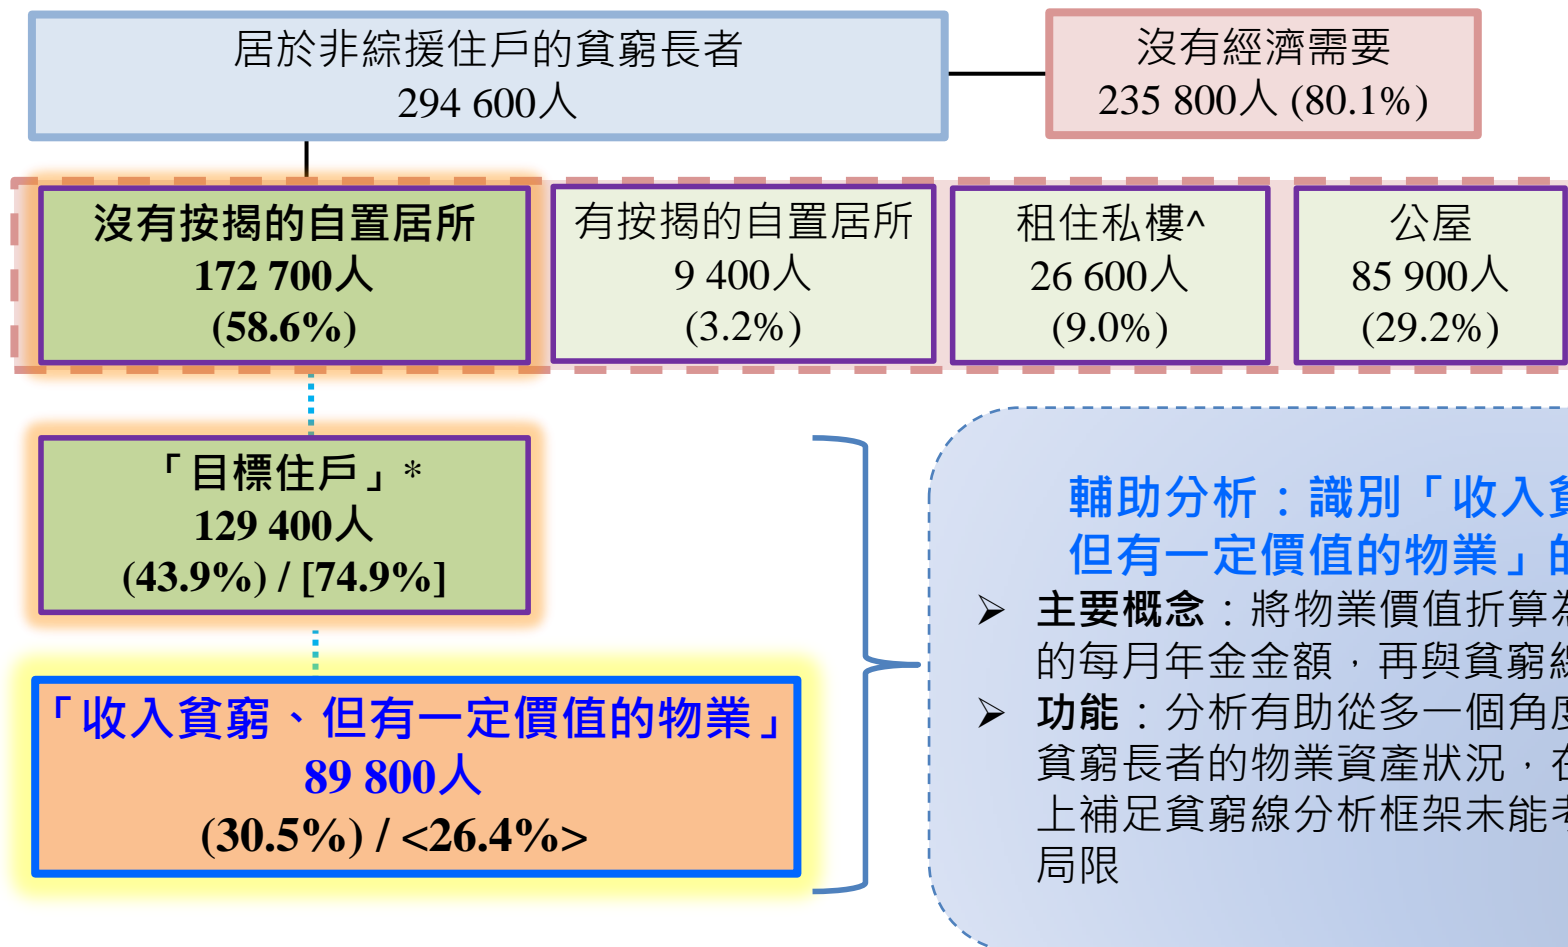 居於非綜援住戶的貧窮長者
294 600人
沒有經濟需要
235 800人 (80.1%)
沒有按揭的自置居所
172 700人
(58.6%)
有按揭的自置居所
9 400人
(3.2%)
租住私樓^
26 600人
(9.0%)
公屋
85 900人
(29.2%)
「目標住戶」*
129 400人
(43.9%) / [74.9%]
「收入貧窮、但有一定價值的物業」
89 800人
(30.5%) / <26.4%>
輔助分析：識別「收入貧
但有一定價值的物業」的
➢ 主要概念：將物業價值折算為
的每月年金金額，再與貧窮線
➢ 功能：分析有助從多一個角度
貧窮長者的物業資產狀況，在
上補足貧窮線分析框架未能考
局限